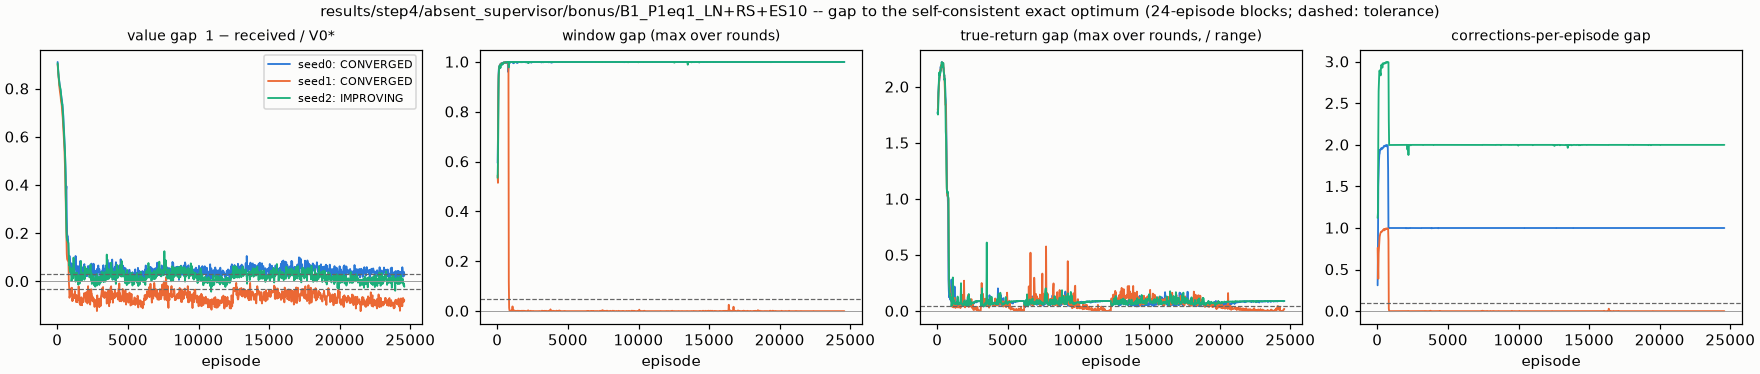 results/step4/absent_supervisor/bonus/B1_P1eq1_LN+RS+ES10 -- gap to the self-consistent exact optimum (24-episode blocks; dashed: tolerance)
value gap 1 − received / V0*
0.8
0.6
0.4
0.2
0.0
seed0: CONVERGED
seed1: CONVERGED
seed2: IMPROVING
0 5000 10000 15000 20000 25000
episode
window gap (max over rounds)
1.0
0.8
0.6
0.4
0.2
0.0
0 5000 10000 15000 20000 25000
episode
true-return gap (max over rounds, / range)
2.0
1.5
1.0
0.5
0.0
0 5000 10000 15000 20000 25000
episode
corrections-per-episode gap
3.0
2.5
2.0
1.5
1.0
0.5
0.0
0 5000 10000 15000 20000 25000
episode